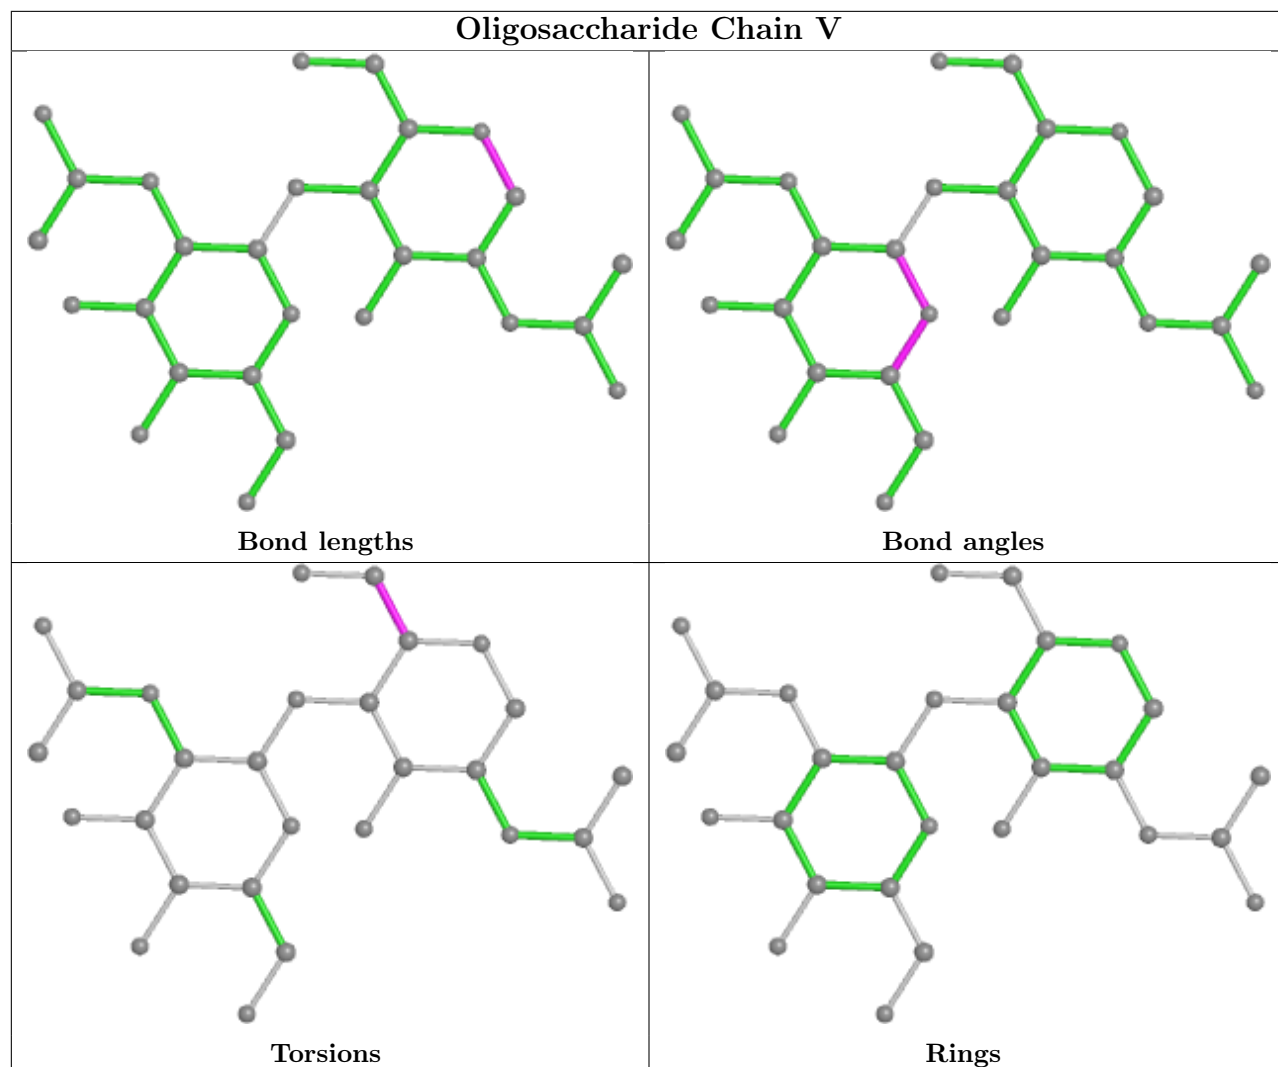 Oligosaccharide Chain V
Bond lengths
Bond angles
Torsions
Rings